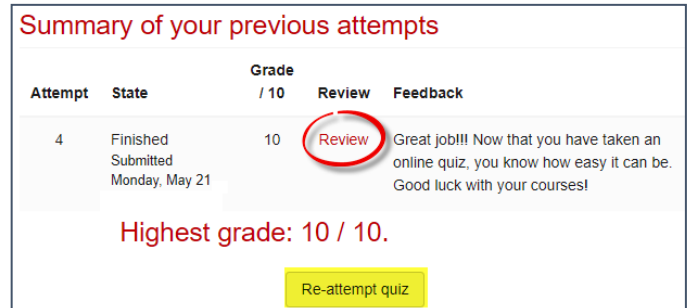 Summary of your previous attempts
Attempt State Grade / 10 Review Feedback
4 Finished 10 Review Great job!!! Now that you have taken an
Submitted online quiz, you know how easy it can be.
Monday, May 21 Good luck with your courses!
Highest grade: 10 / 10.
Re-attempt quiz